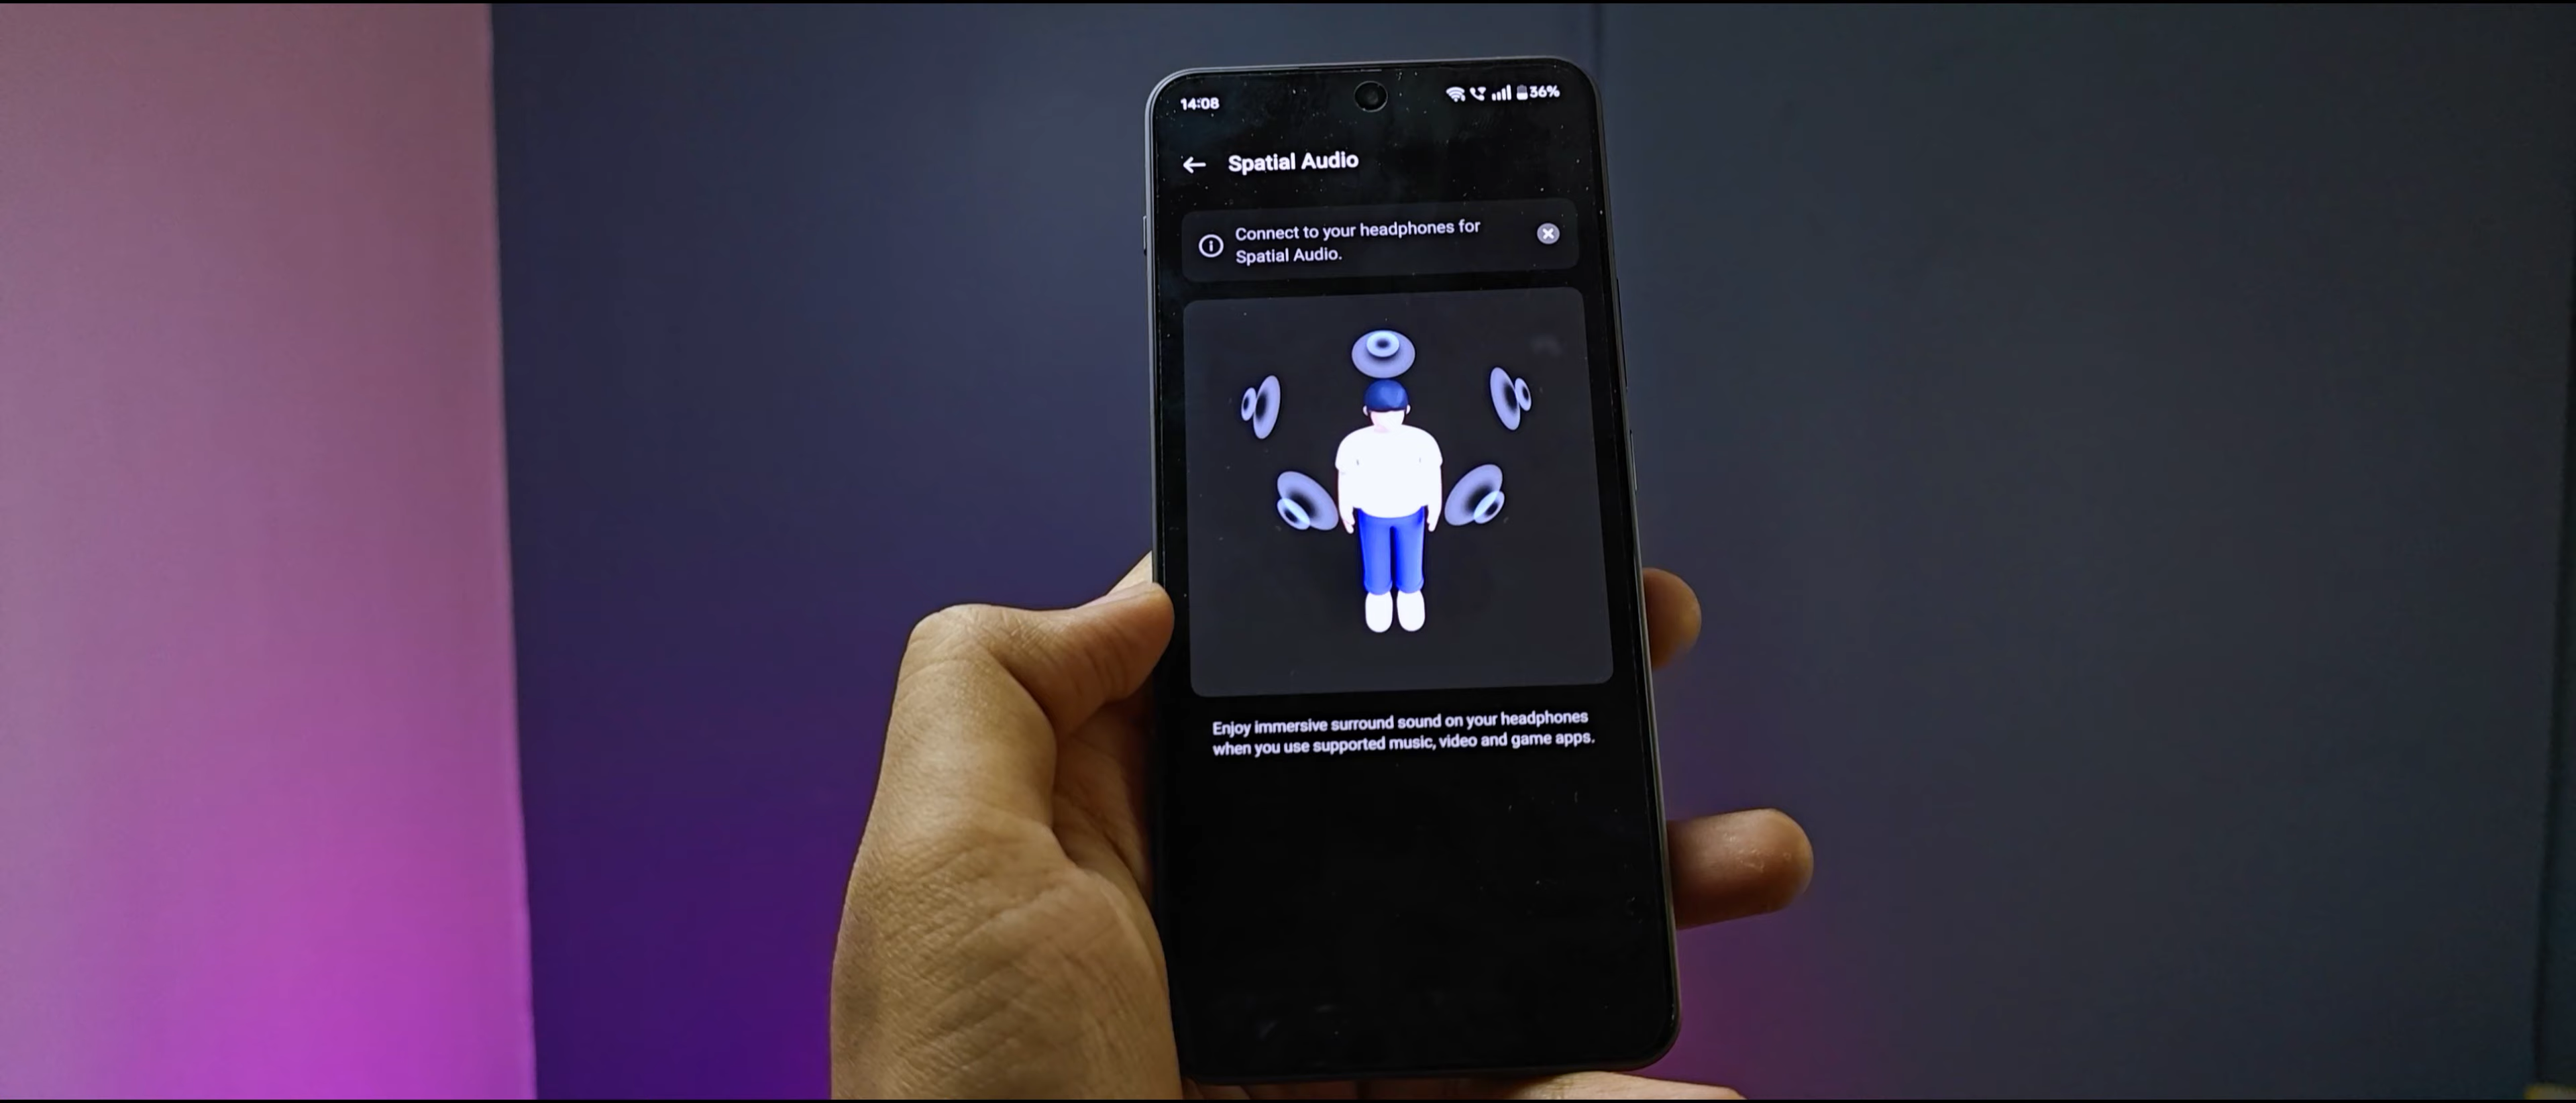 14:08
36%
Spatial Audio
Connect to your headphones for
Spatial Audio.
Enjoy immersive surround sound on your headphones
when you use supported music, video and game apps.